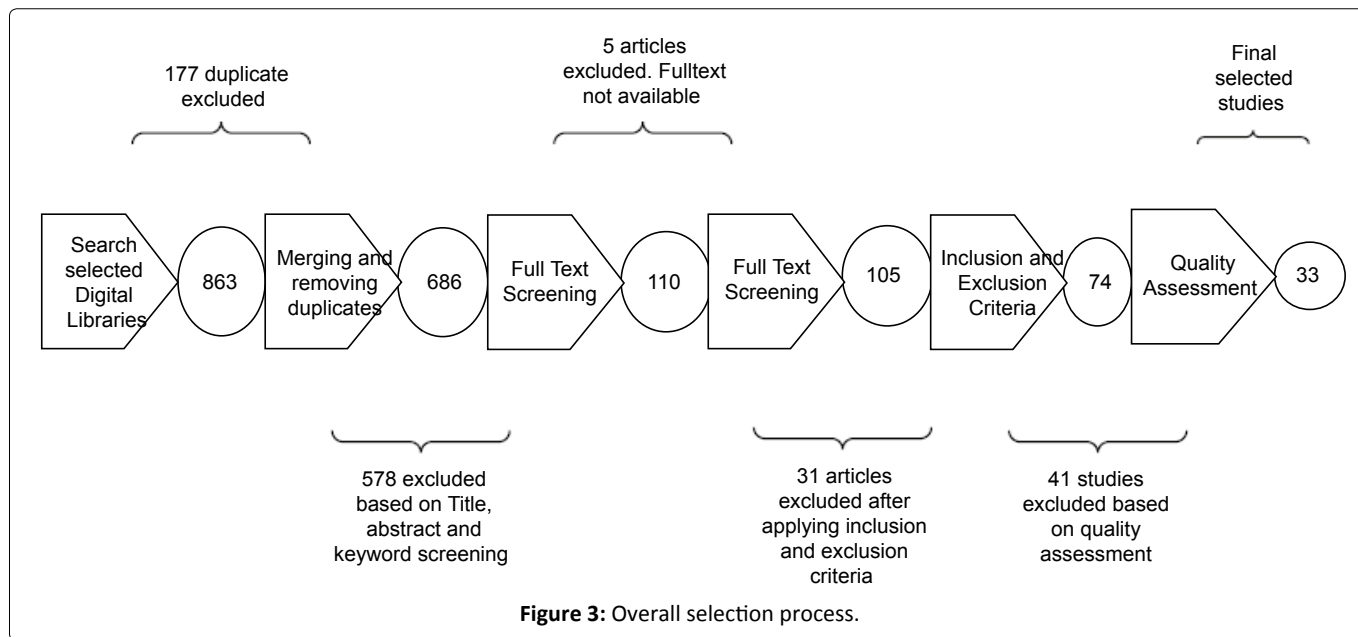 177 duplicate
excluded
5 articles
excluded. Fulltext
not available
Final
selected
studies
Search
selected
Digital
Libraries
863
Merging and
removing
duplicates
686
Full Text
Screening
110
Full Text
Screening
105
Inclusion and
Exclusion
Criteria
74
Quality
Assessment
33
578 excluded
based on Title,
abstract and
keyword screening
31 articles
excluded after
applying inclusion
and exclusion
criteria
41 studies
excluded based
on quality
assessment
Figure 3: Overall selection process.